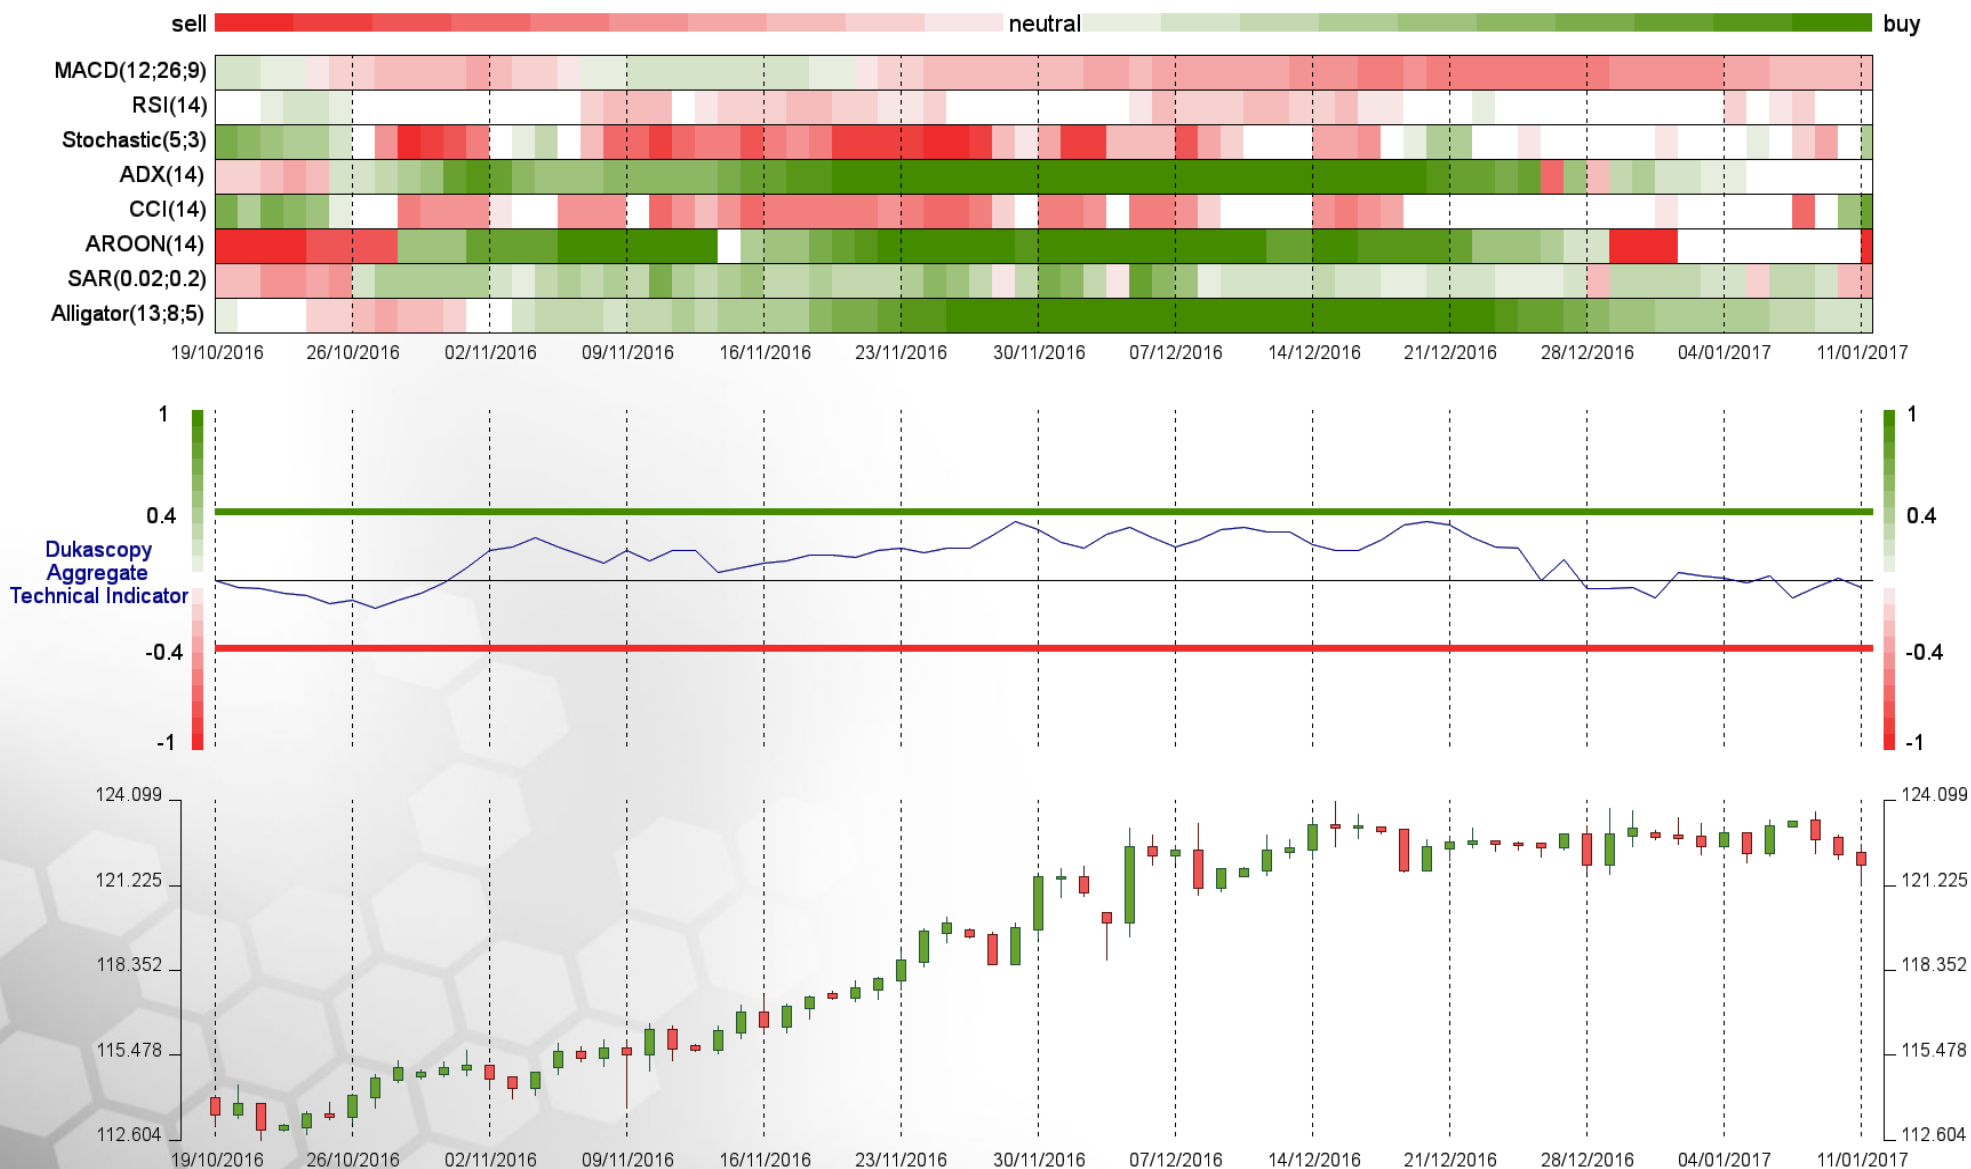 sell neutral buy
MACD(12;26;9)
RSI(14)
Stochastic(5;3)
ADX(14)
CCI(14)
AROON(14)
SAR(0.02;0.2)
Alligator(13;8;5)
19/10/2016 26/10/2016 02/11/2016 09/11/2016 16/11/2016 23/11/2016 30/11/2016 07/12/2016 14/12/2016 21/12/2016 28/12/2016 04/01/2017 11/01/2017
1 1
0.4 0.4
Dukascopy
Aggregate
Technical Indicator
-0.4 -0.4
-1 -1
124.099 124.099
121.225 121.225
118.352 118.352
115.478 115.478
112.604 112.604
19/10/2016 26/10/2016 02/11/2016 09/11/2016 16/11/2016 23/11/2016 30/11/2016 07/12/2016 14/12/2016 21/12/2016 28/12/2016 04/01/2017 11/01/2017